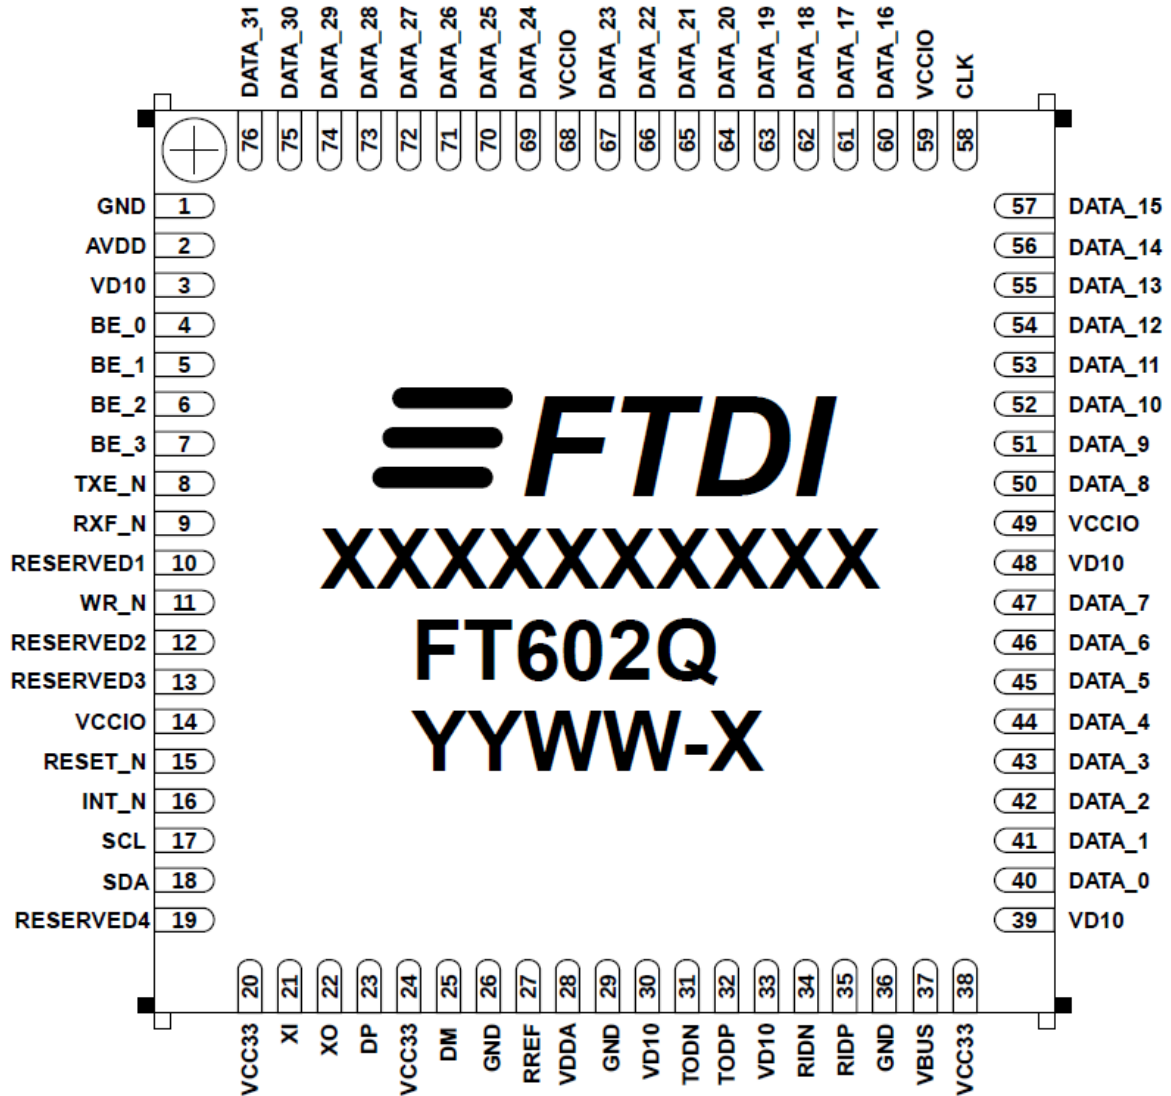 DATA_31 DATA_30 DATA_29 DATA_28 DATA_27 DATA_26 DATA_25 DATA_24 VCCIO DATA_23 DATA_22 DATA_21 DATA_20 DATA_19 DATA_18 DATA_17 DATA_16 VCCIO CLK
76 75 74 73 72 71 70 69 68 67 66 65 64 63 62 61 60 59 58
GND 1
AVDD 2
VD10 3
BE_0 4
BE_1 5
BE_2 6
BE_3 7
TXE_N 8
RXF_N 9
RESERVED1 10
WR_N 11
RESERVED2 12
RESERVED3 13
VCCIO 14
RESET_N 15
INT_N 16
SCL 17
SDA 18
RESERVED4 19
FTDI
XXXXXXXXXX
FT602Q
YYWW-X
57 DATA_15
56 DATA_14
55 DATA_13
54 DATA_12
53 DATA_11
52 DATA_10
51 DATA_9
50 DATA_8
49 VCCIO
48 VD10
47 DATA_7
46 DATA_6
45 DATA_5
44 DATA_4
43 DATA_3
42 DATA_2
41 DATA_1
40 DATA_0
39 VD10
20 21 22 23 24 25 26 27 28 29 30 31 32 33 34 35 36 37 38
VCC33 XI XO DP VCC33 DM GND RREF VDDA GND VD10 TODN TODP VD10 RIDN RIDP GND VBUS VCC33